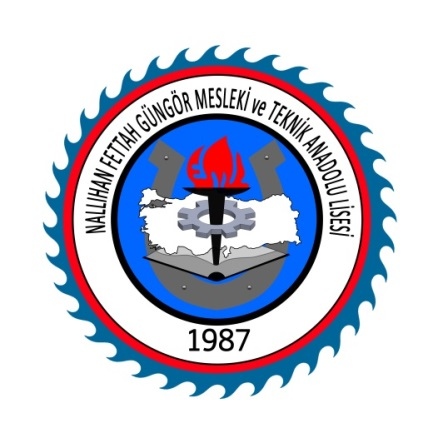 NALLIHAN FETTAH GÜNGÖR MESLEKİ ve TEKNİK ANADOLU LİSESİ
1987